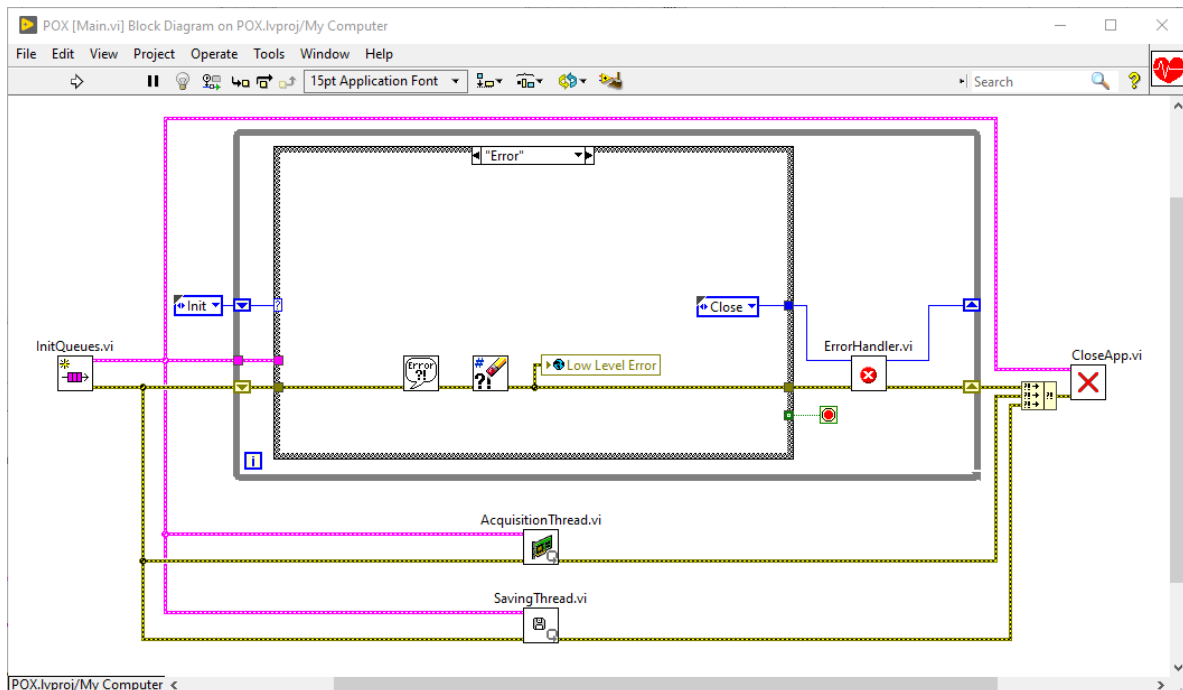 POX [Main.vi] Block Diagram on POX.lvproj/My Computer
File Edit View Project Operate Tools Window Help
15pt Application Font
Search
"Error"
Init
Close
InitQueues.vi
ErrorHandler.vi
CloseApp.vi
Error
?!
#
?!
Low Level Error
?!
?!
?!
?!
i
AcquisitionThread.vi
SavingThread.vi
POX.lvproj/My Computer